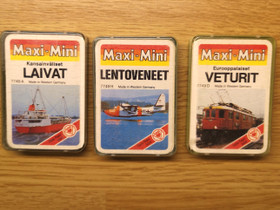 Maxi-Mini
Kansainväliset
LAIVAT
Made in Western Germany
Maxi-Mini
LENTOVENEET
Made in Western Germany
Maxi-Mini
Eurooppalaiset
VETURIT
Made in Western Germany